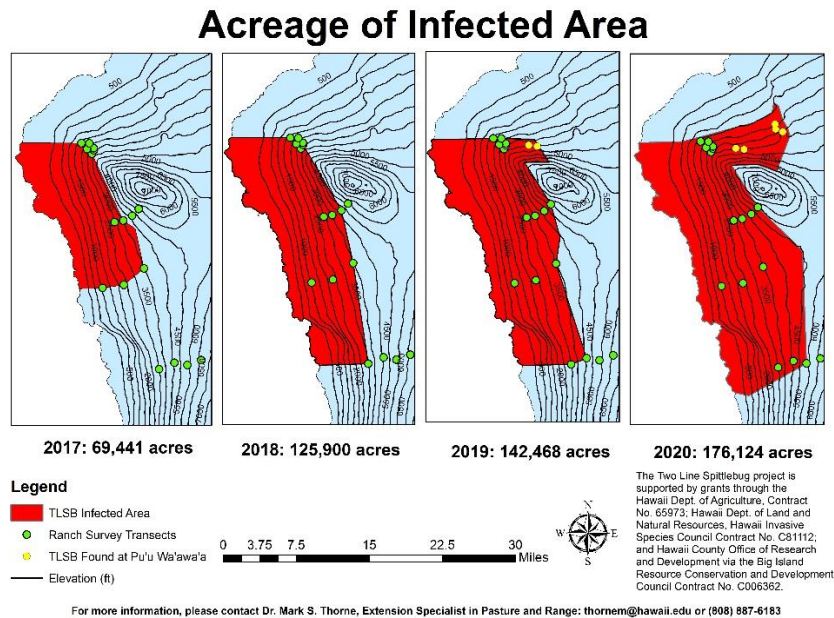 Acreage of Infected Area
2017: 69,441 acres
2018: 125,900 acres
2019: 142,468 acres
2020: 176,124 acres
Legend
TLSB Infected Area
Ranch Survey Transects
TLSB Found at Pu'u Wa'awa'a
Elevation (ft)
0 3.75 7.5 15 22.5 30
Miles
N
W E
S
The Two Line Spittlebug project is
supported by grants through the
Hawaii Dept. of Agriculture, Contract
No. 65973; Hawaii Dept. of Land and
Natural Resources, Hawaii Invasive
Species Council Contract No. C81112;
and Hawaii County Office of Research
and Development via the Big Island
Resource Conservation and Development
Council Contract No. C006362.
For more information, please contact Dr. Mark S. Thorne, Extension Specialist in Pasture and Range: thornem@hawaii.edu or (808) 887-6183